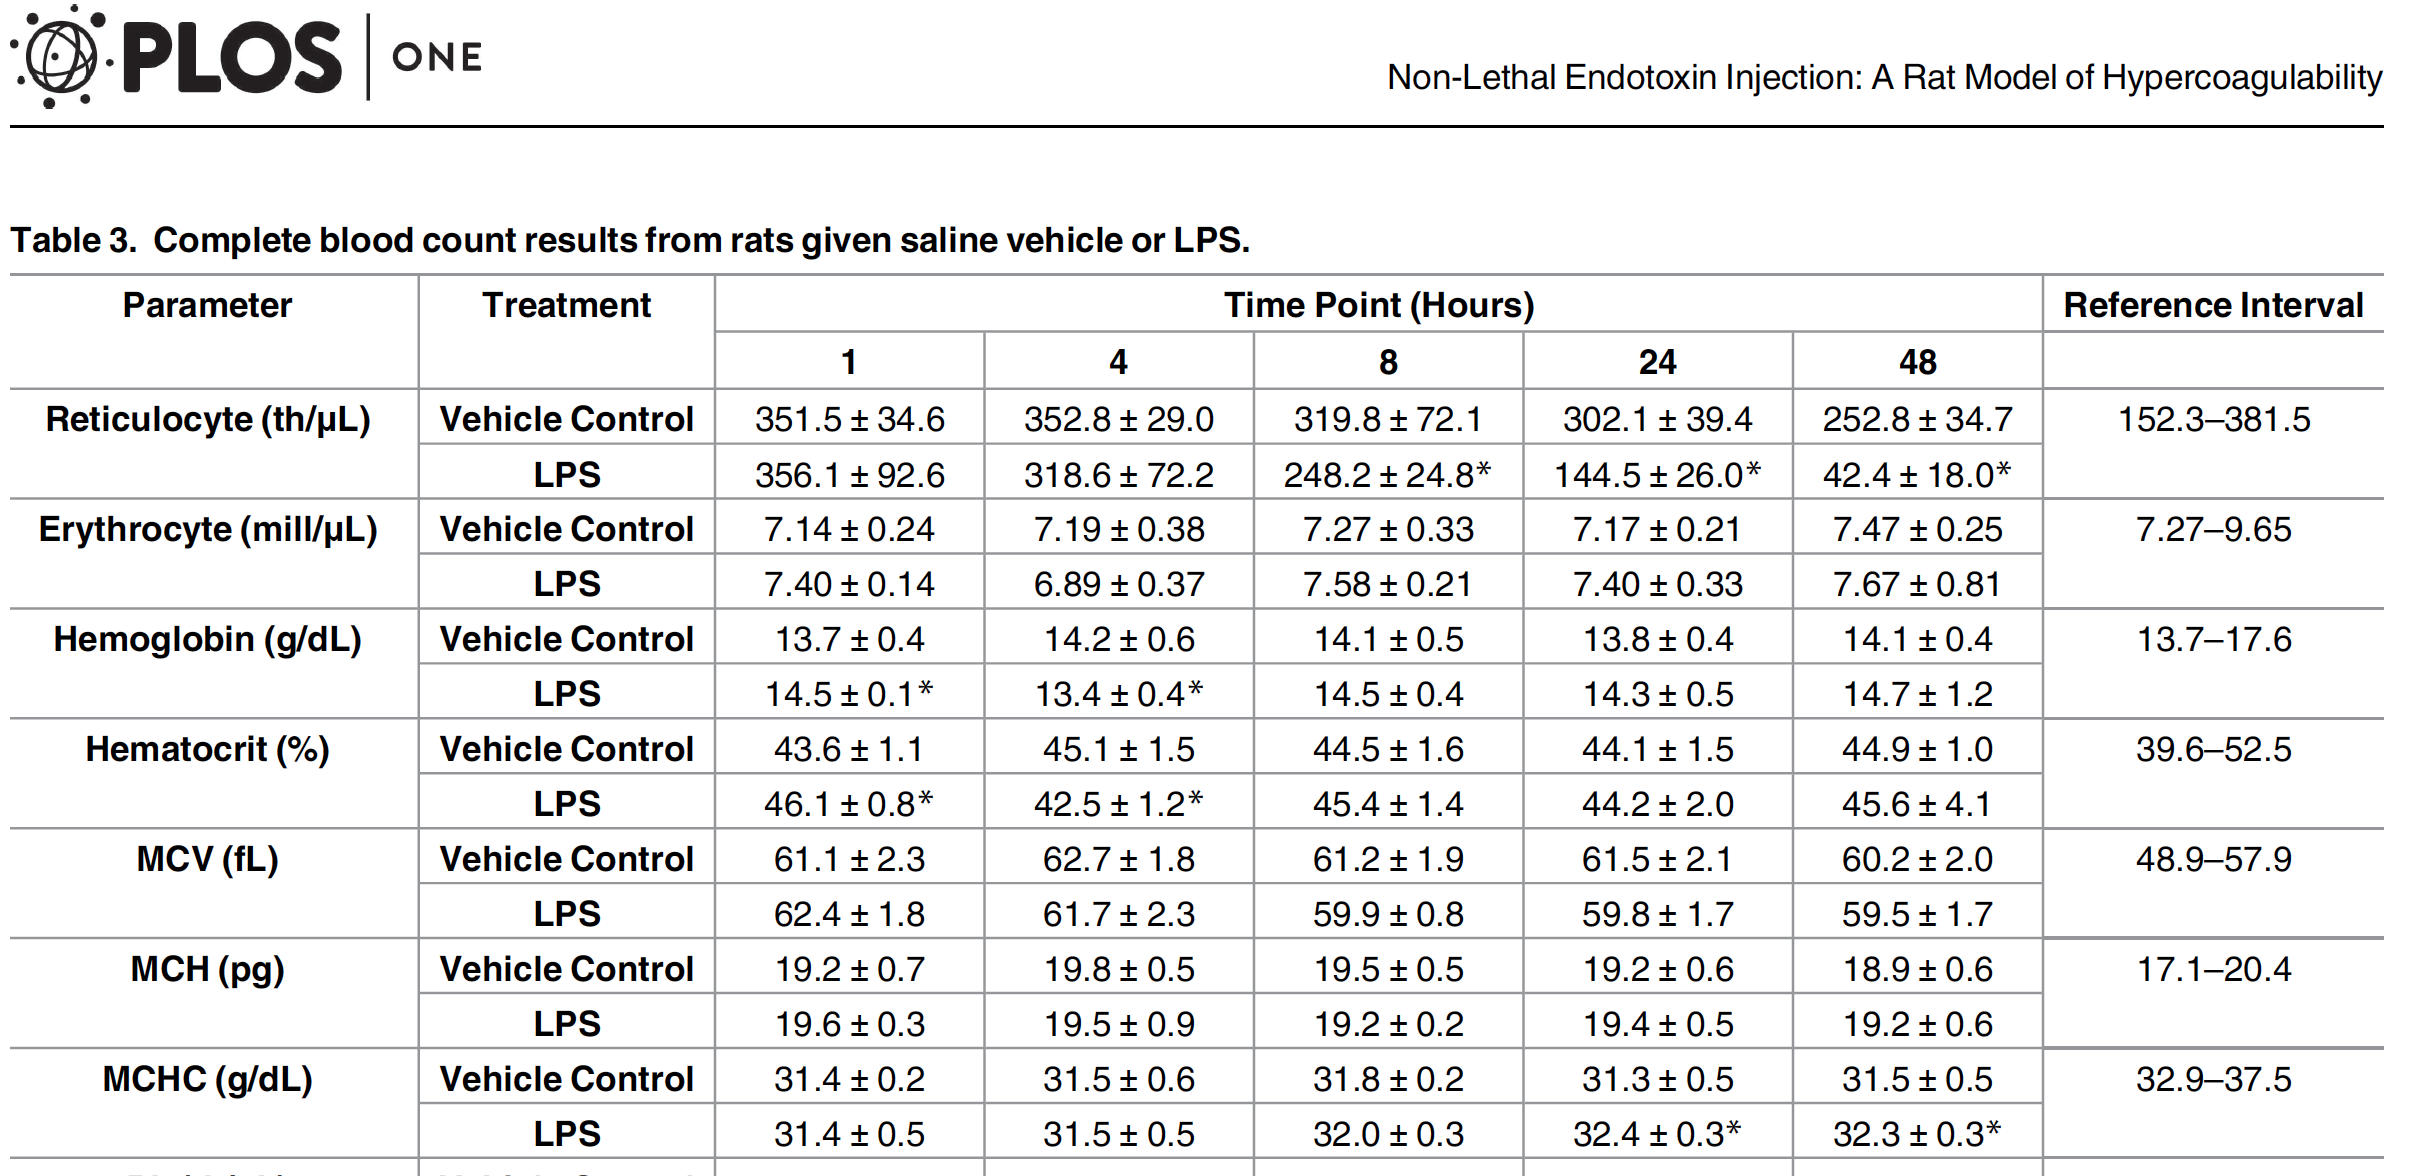 PLOS ONE
Non-Lethal Endotoxin Injection: A Rat Model of Hypercoagulability
Table 3. Complete blood count results from rats given saline vehicle or LPS.
Parameter Treatment Time Point (Hours) Reference Interval
1 4 8 24 48
Reticulocyte (th/µL) Vehicle Control 351.5 ± 34.6 352.8 ± 29.0 319.8 ± 72.1 302.1 ± 39.4 252.8 ± 34.7 152.3–381.5
LPS 356.1 ± 92.6 318.6 ± 72.2 248.2 ± 24.8* 144.5 ± 26.0* 42.4 ± 18.0*
Erythrocyte (mill/µL) Vehicle Control 7.14 ± 0.24 7.19 ± 0.38 7.27 ± 0.33 7.17 ± 0.21 7.47 ± 0.25 7.27–9.65
LPS 7.40 ± 0.14 6.89 ± 0.37 7.58 ± 0.21 7.40 ± 0.33 7.67 ± 0.81
Hemoglobin (g/dL) Vehicle Control 13.7 ± 0.4 14.2 ± 0.6 14.1 ± 0.5 13.8 ± 0.4 14.1 ± 0.4 13.7–17.6
LPS 14.5 ± 0.1* 13.4 ± 0.4* 14.5 ± 0.4 14.3 ± 0.5 14.7 ± 1.2
Hematocrit (%) Vehicle Control 43.6 ± 1.1 45.1 ± 1.5 44.5 ± 1.6 44.1 ± 1.5 44.9 ± 1.0 39.6–52.5
LPS 46.1 ± 0.8* 42.5 ± 1.2* 45.4 ± 1.4 44.2 ± 2.0 45.6 ± 4.1
MCV (fL) Vehicle Control 61.1 ± 2.3 62.7 ± 1.8 61.2 ± 1.9 61.5 ± 2.1 60.2 ± 2.0 48.9–57.9
LPS 62.4 ± 1.8 61.7 ± 2.3 59.9 ± 0.8 59.8 ± 1.7 59.5 ± 1.7
MCH (pg) Vehicle Control 19.2 ± 0.7 19.8 ± 0.5 19.5 ± 0.5 19.2 ± 0.6 18.9 ± 0.6 17.1–20.4
LPS 19.6 ± 0.3 19.5 ± 0.9 19.2 ± 0.2 19.4 ± 0.5 19.2 ± 0.6
MCHC (g/dL) Vehicle Control 31.4 ± 0.2 31.5 ± 0.6 31.8 ± 0.2 31.3 ± 0.5 31.5 ± 0.5 32.9–37.5
LPS 31.4 ± 0.5 31.5 ± 0.5 32.0 ± 0.3 32.4 ± 0.3* 32.3 ± 0.3*